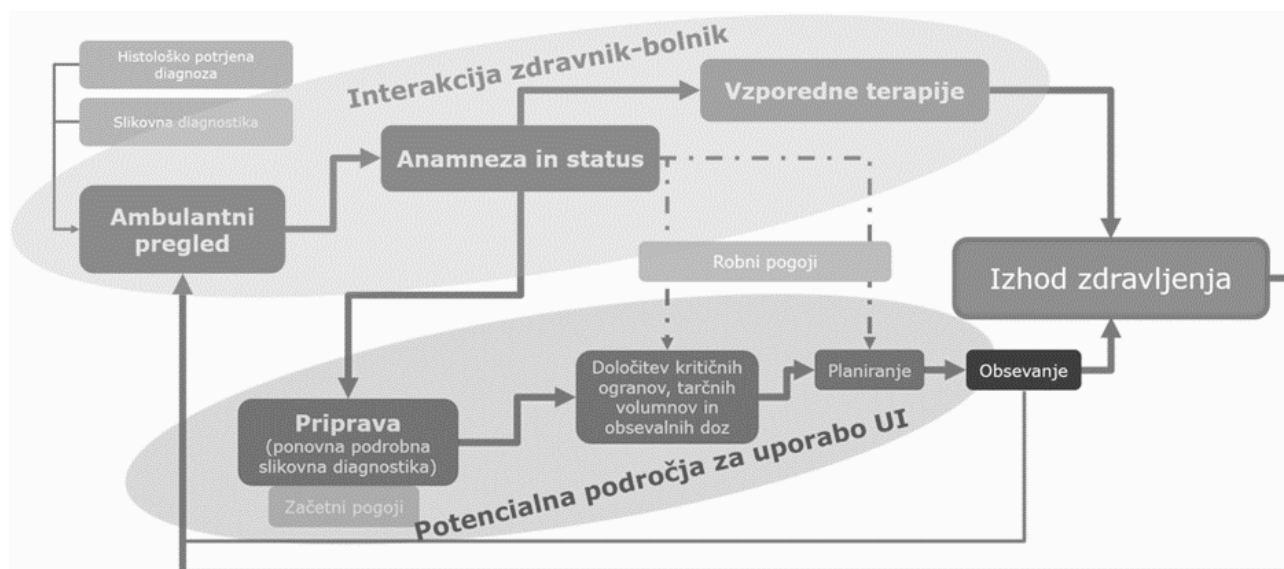 Histološko potrjena
diagnoza
Slikovna diagnostika
Interakcija zdravnik-bolnik
Vzporedne terapije
Anamneza in status
Ambulantni
pregled
Robni pogoji
Izhod zdravljenja
Določitev kritičnih
ogranov, tarčnih
volumnov in
obsevalnih doz
Planiranje
Obsevanje
Priprava
(ponovna podrobna
slikovna diagnostika)
Začetni pogoji
Potencialna področja za uporabo UI